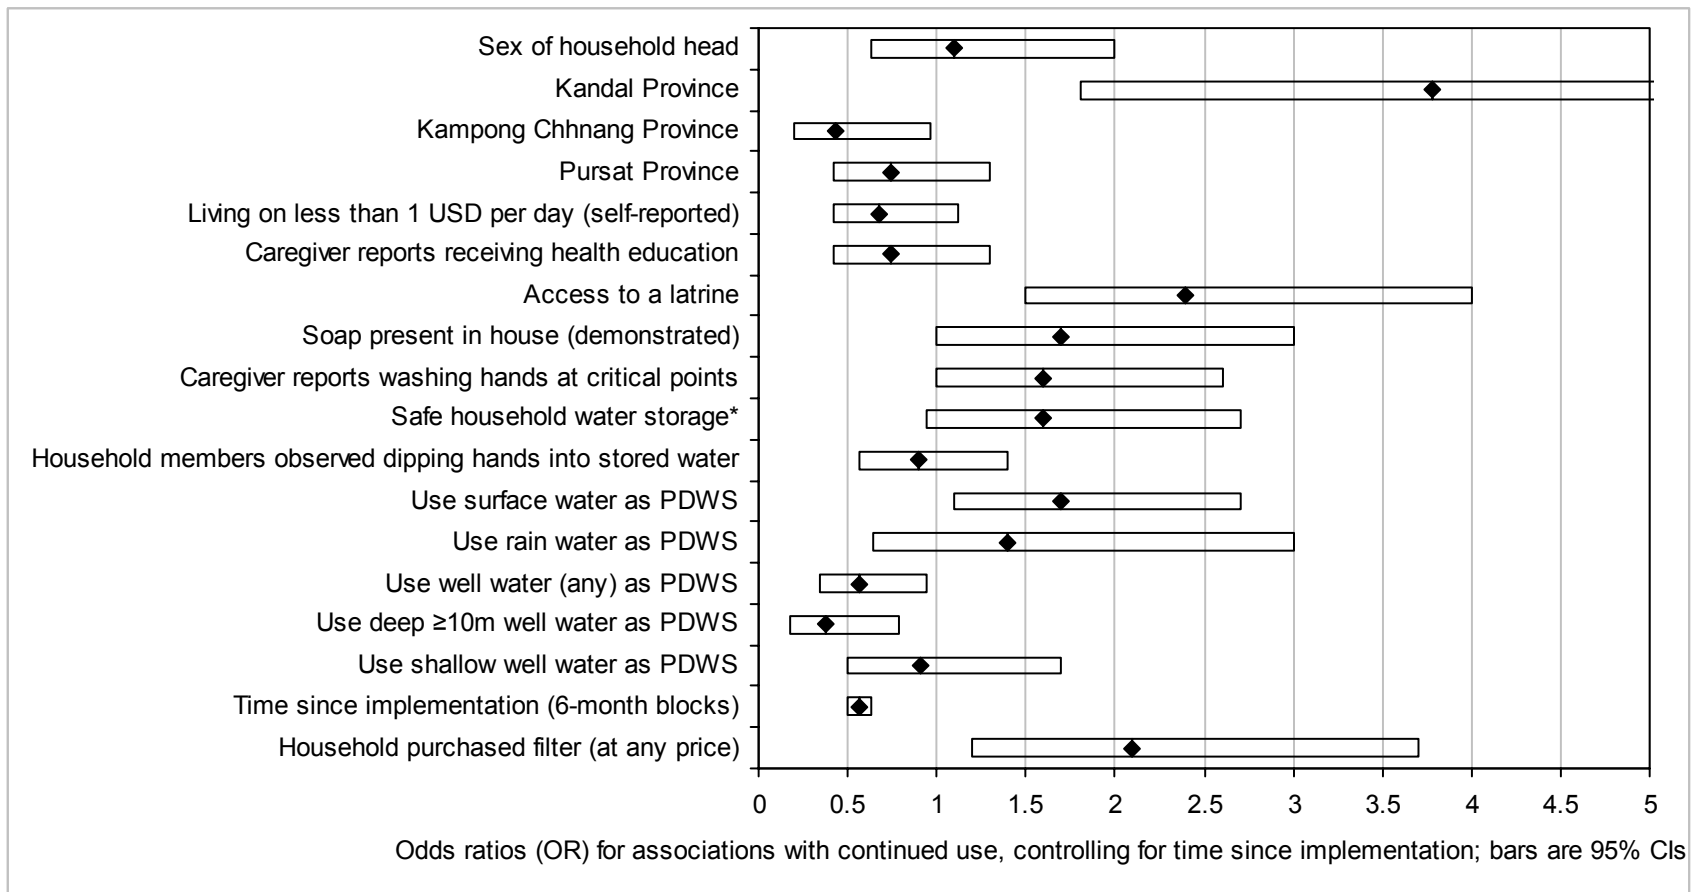 Sex of household head
Kandal Province
Kampong Chhnang Province
Pursat Province
Living on less than 1 USD per day (self-reported)
Caregiver reports receiving health education
Access to a latrine
Soap present in house (demonstrated)
Caregiver reports washing hands at critical points
Safe household water storage*
Household members observed dipping hands into stored water
Use surface water as PDWS
Use rain water as PDWS
Use well water (any) as PDWS
Use deep ≥10m well water as PDWS
Use shallow well water as PDWS
Time since implementation (6-month blocks)
Household purchased filter (at any price)
0 0.5 1 1.5 2 2.5 3 3.5 4 4.5 5
Odds ratios (OR) for associations with continued use, controlling for time since implementation; bars are 95% CIs